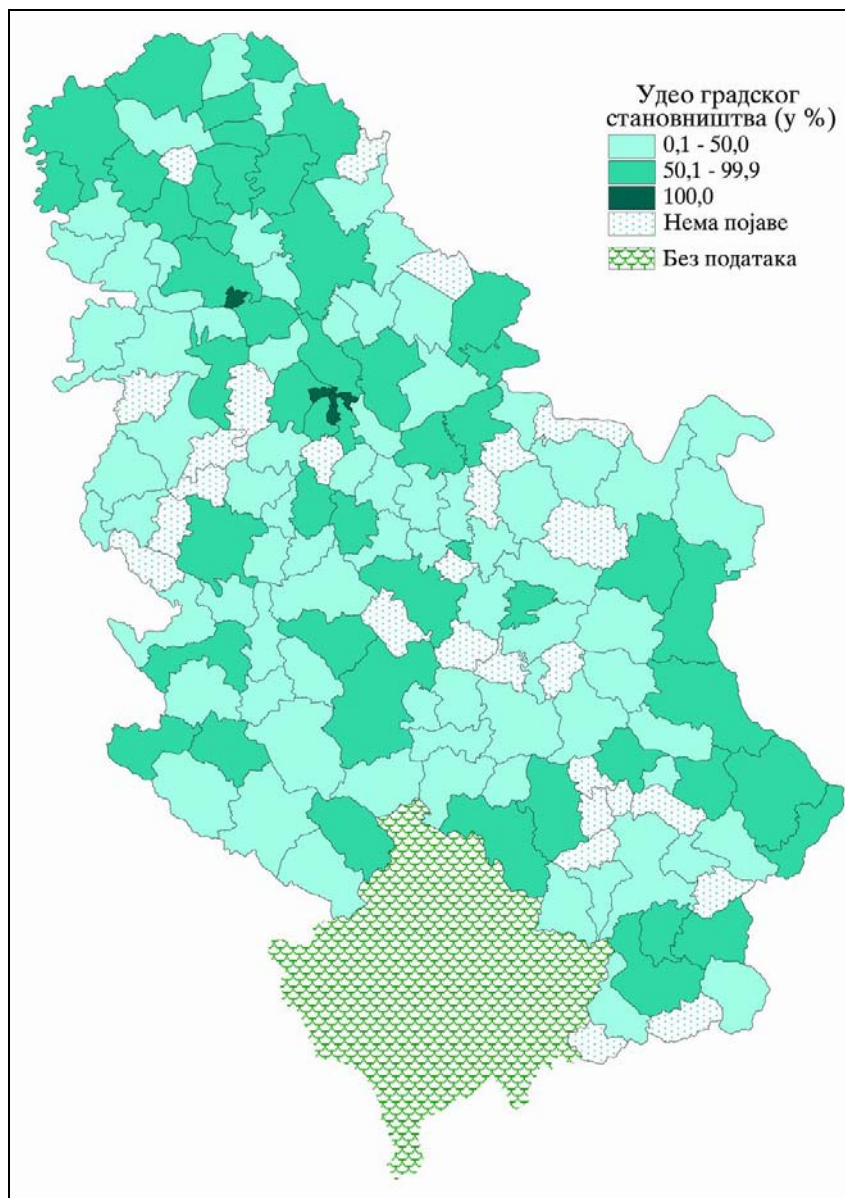 Удео градског
становништва (у %)
0,1 - 50,0
50,1 - 99,9
100,0
Нема појаве
Без података